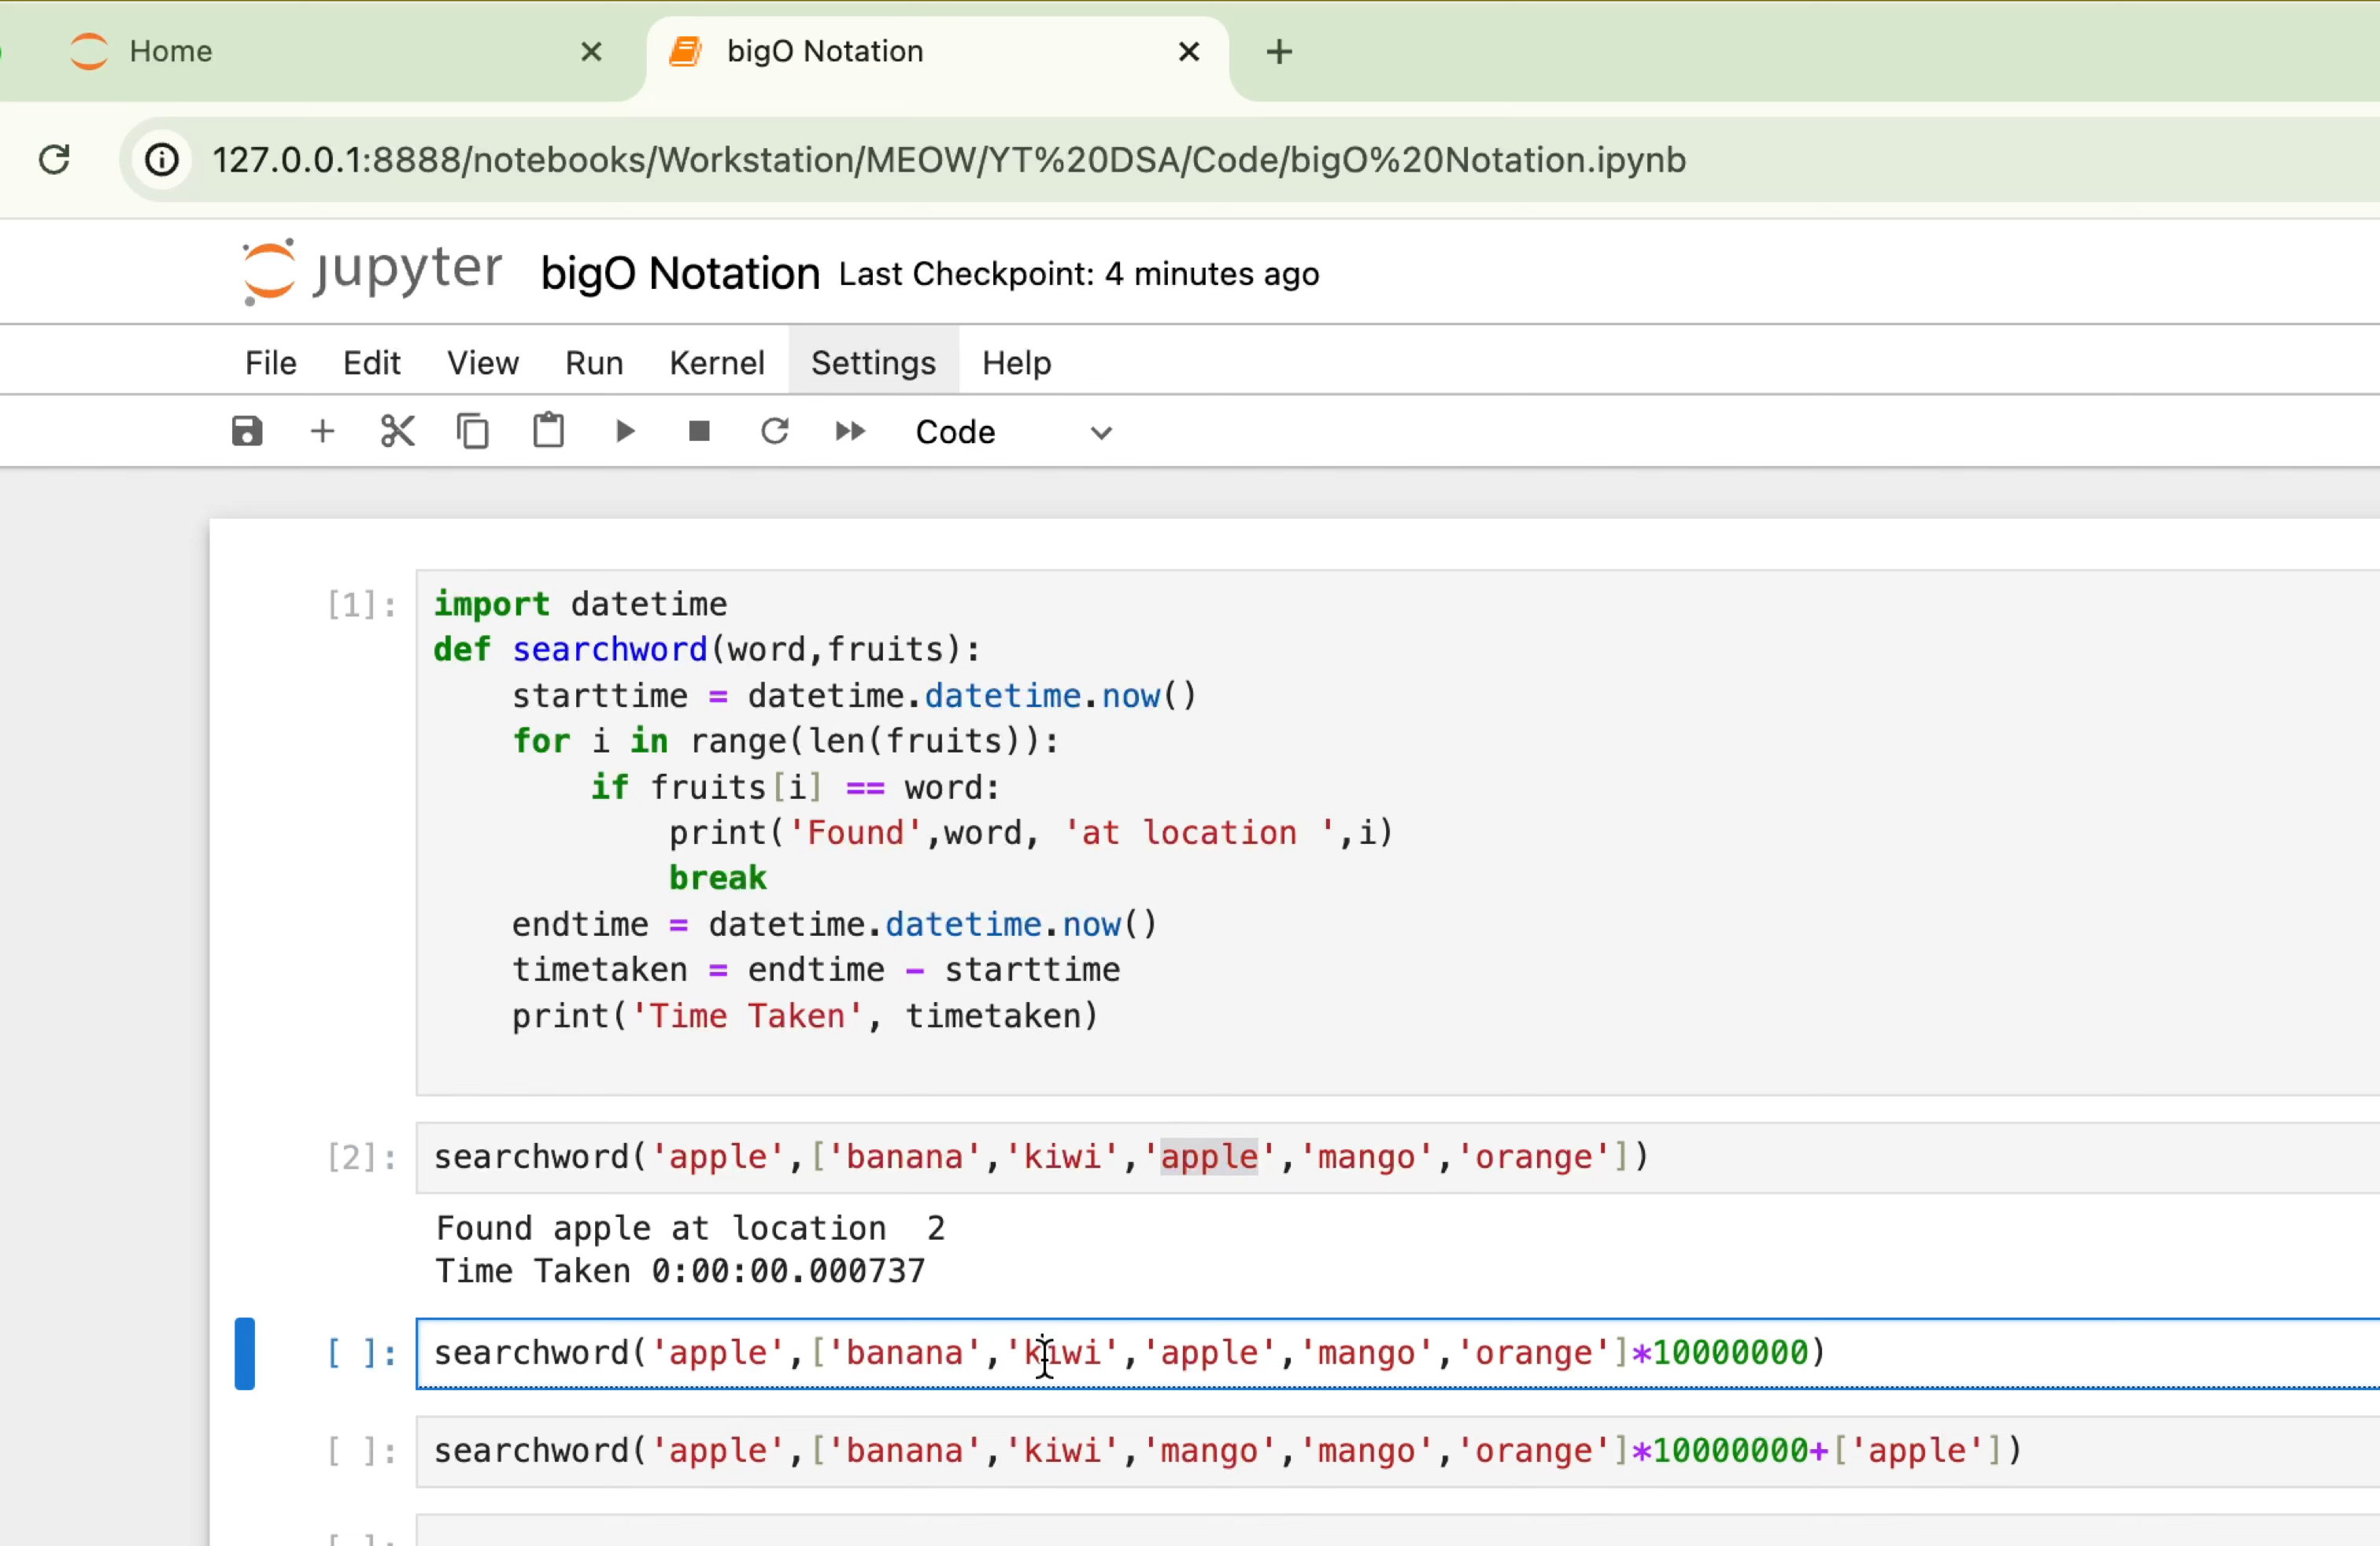 Home
bigO Notation
127.0.0.1:8888/notebooks/Workstation/MEOW/YT%20DSA/Code/bigO%20Notation.ipynb
jupyter bigO Notation Last Checkpoint: 4 minutes ago
File Edit View Run Kernel Settings Help
Code
[1]: import datetime
def searchword(word,fruits):
    starttime = datetime.datetime.now()
    for i in range(len(fruits)):
        if fruits[i] == word:
            print('Found',word, 'at location ',i)
            break
    endtime = datetime.datetime.now()
    timetaken = endtime - starttime
    print('Time Taken', timetaken)
[2]: searchword('apple',['banana','kiwi','apple','mango','orange'])
Found apple at location  2
Time Taken 0:00:00.000737
[ ]: searchword('apple',['banana','kiwi','apple','mango','orange']*10000000)
[ ]: searchword('apple',['banana','kiwi','mango','mango','orange']*10000000+['apple'])
[ ]: